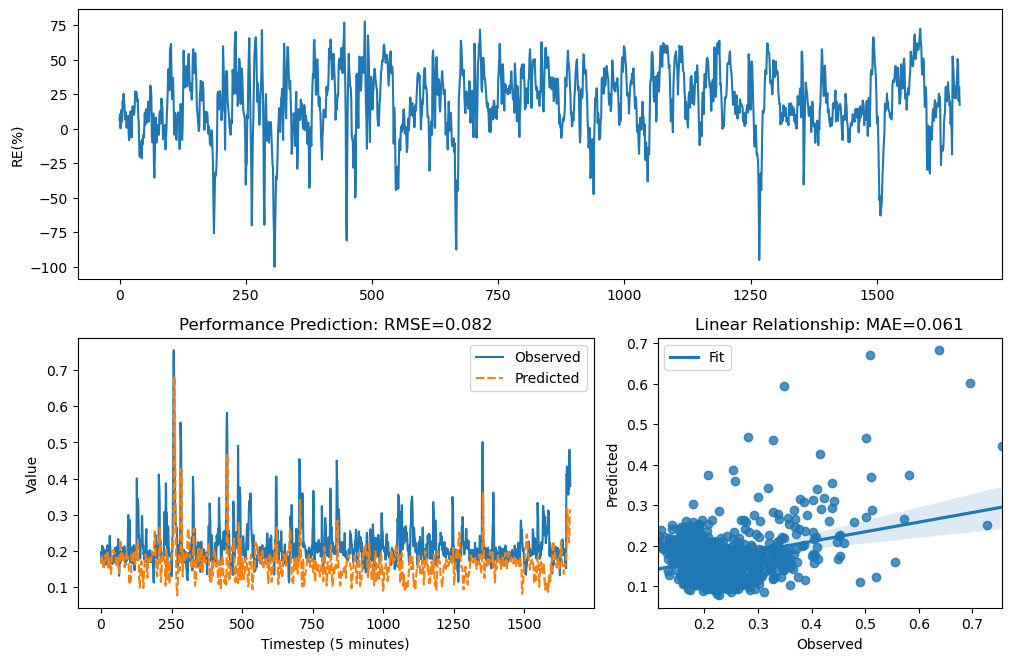 75
50
25
0
−25
−50
−75
−100
RE(%)
0 250 500 750 1000 1250 1500
Performance Prediction: RMSE=0.082
Observed
Predicted
0.7
0.6
0.5
0.4
0.3
0.2
0.1
Value
0 250 500 750 1000 1250 1500
Timestep (5 minutes)
Linear Relationship: MAE=0.061
Fit
0.7
0.6
0.5
0.4
0.3
0.2
0.1
Predicted
0.2 0.3 0.4 0.5 0.6 0.7
Observed